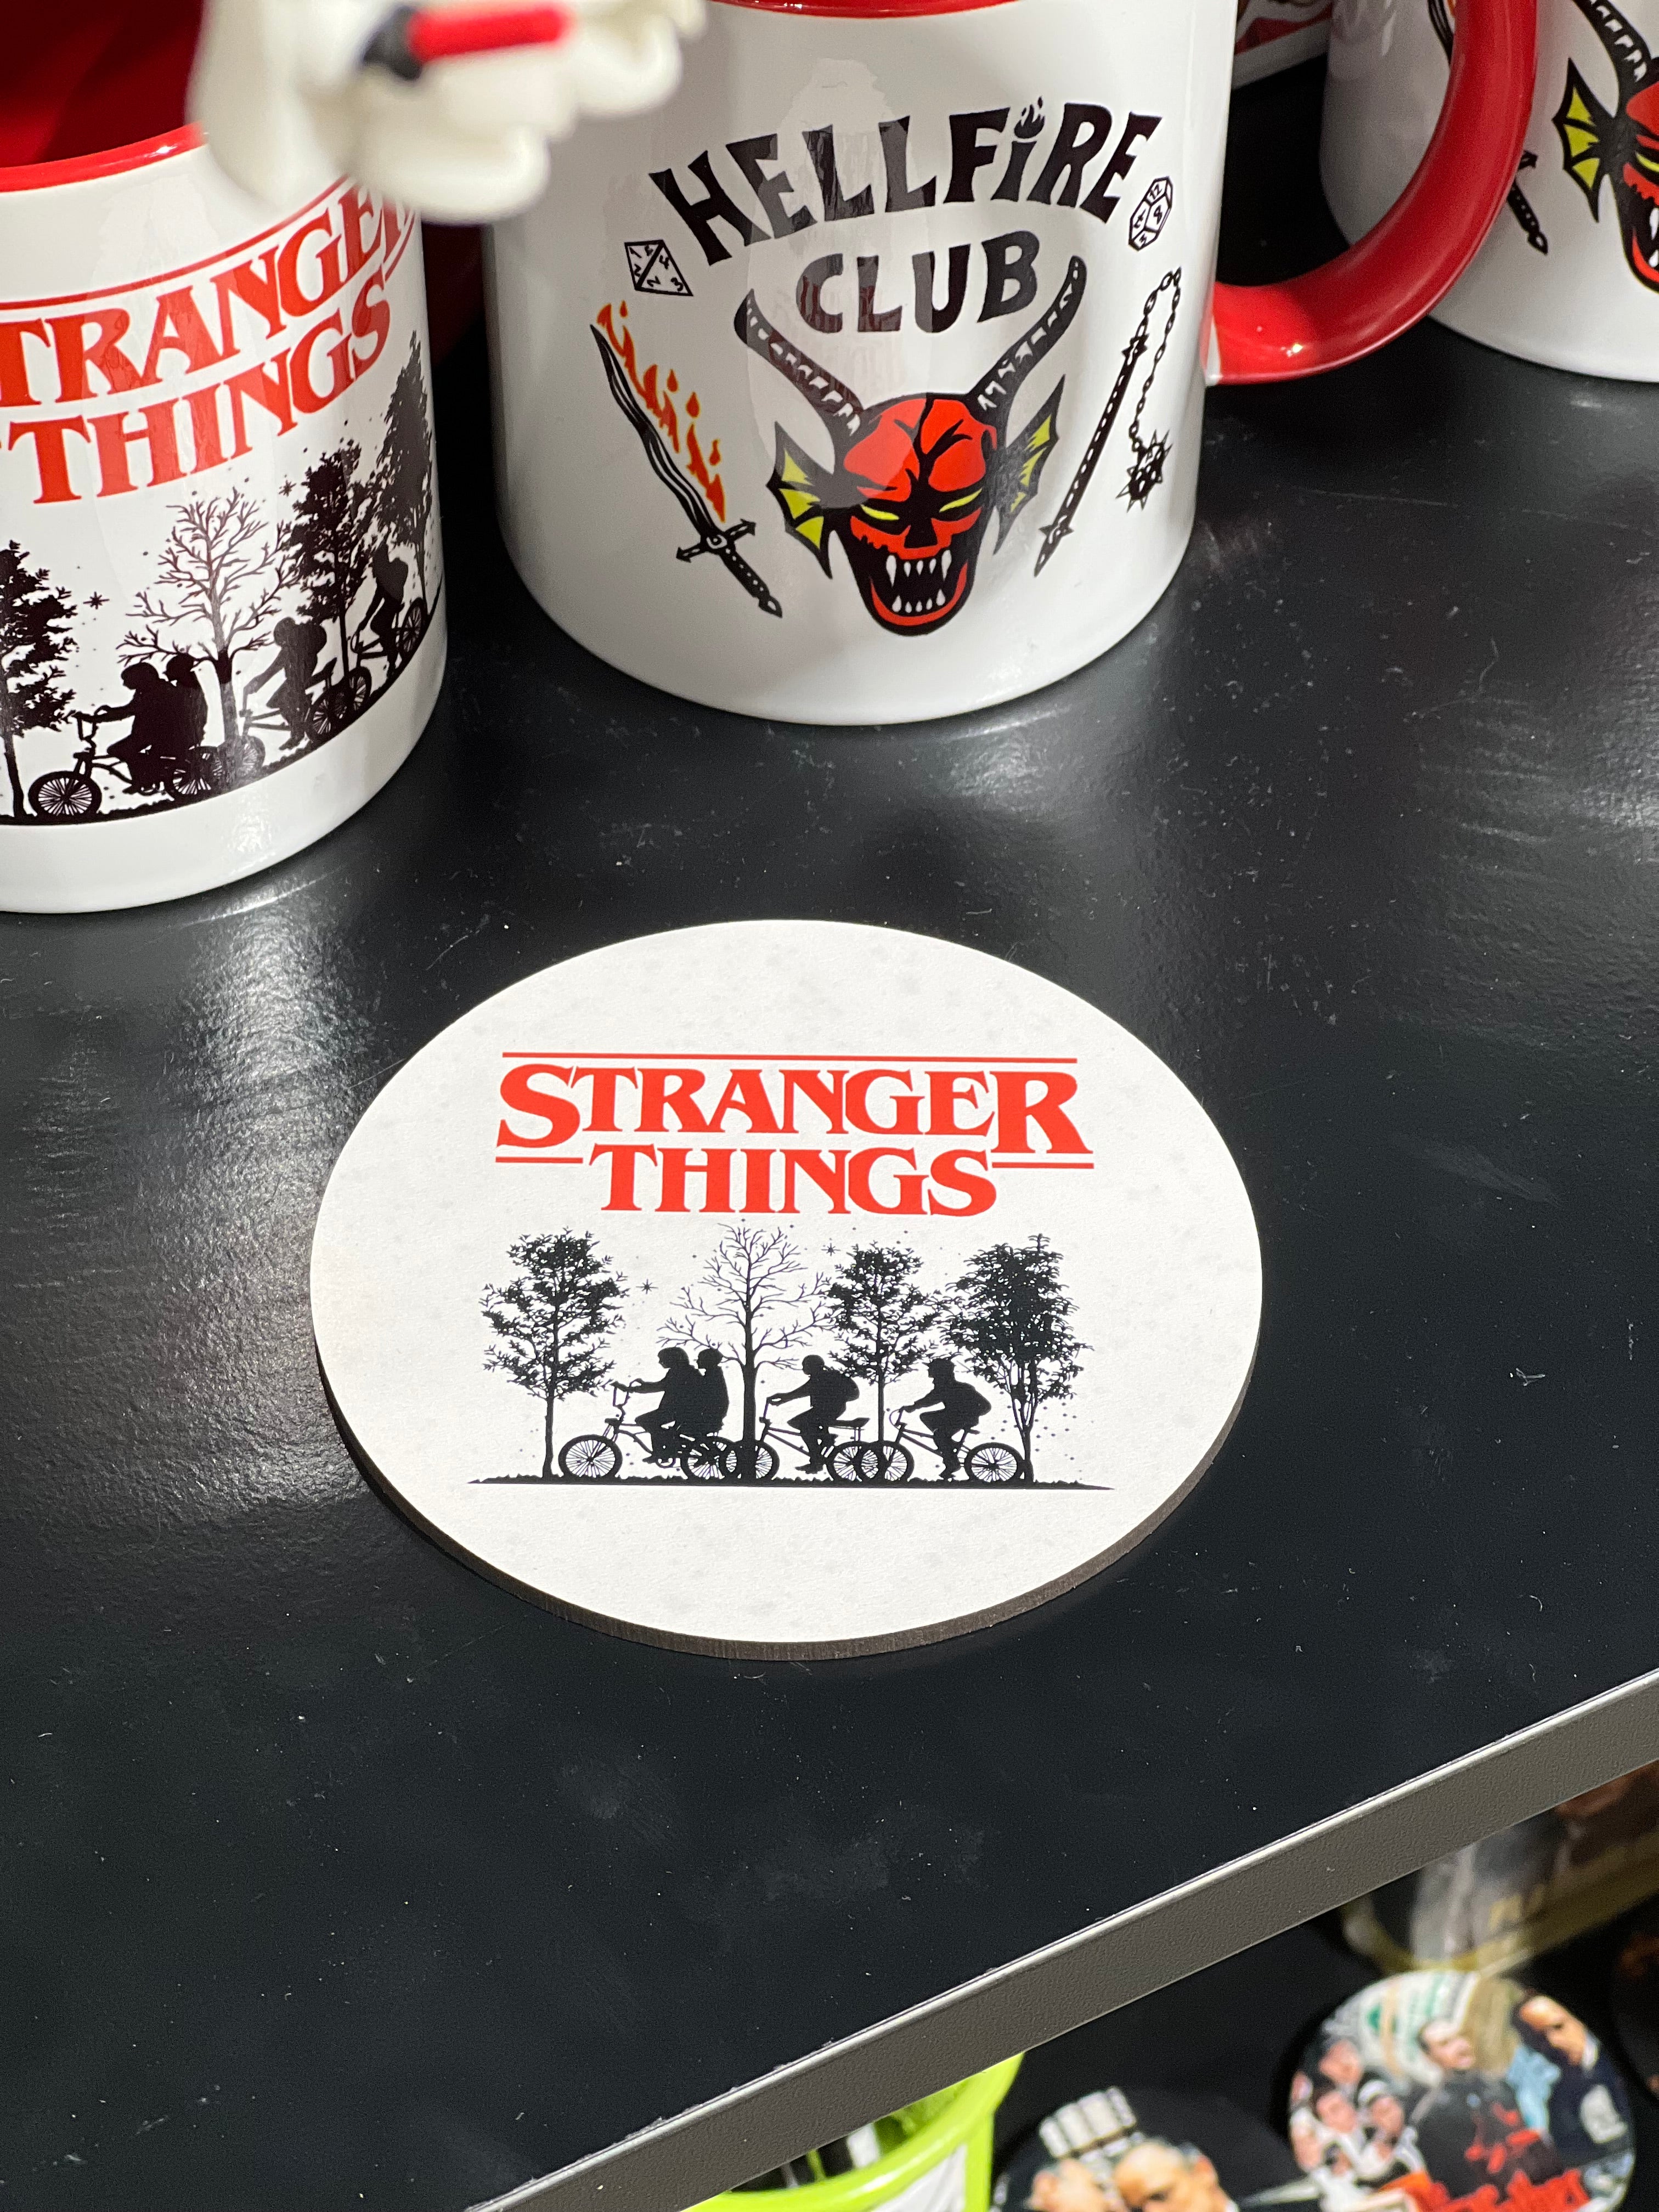 HELLFiRE
CLUB
STRANGER
THINGS
STRANGER
THINGS